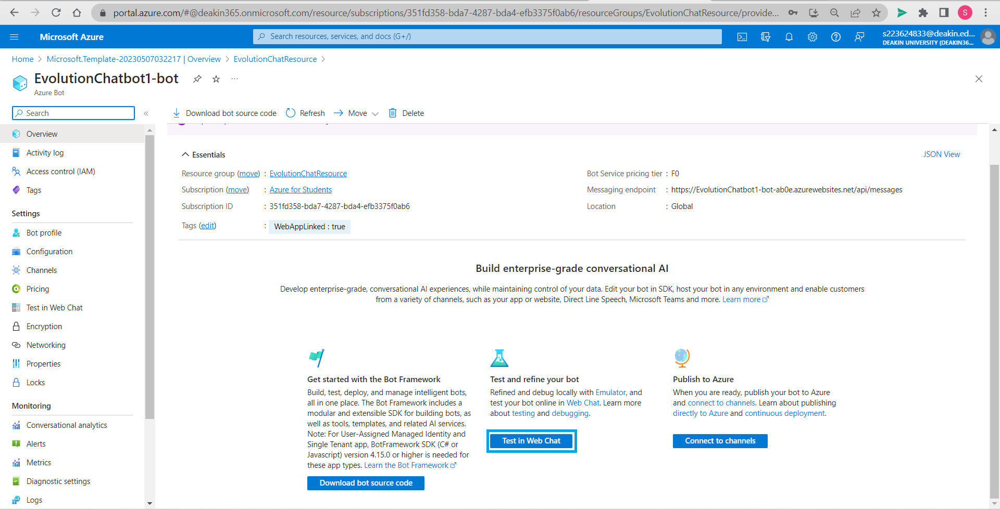 portal.azure.com/#@deakin365.onmicrosoft.com/resource/subscriptions/351fd358-bda7-4287-bda4-efb3375f0ab6/resourceGroups/EvolutionChatResource/provide...
S
Microsoft Azure
Search resources, services, and docs (G+/)
s223624833@deakin.ed...
DEAKIN UNIVERSITY (DEAKIN36...
Home > Microsoft.Template-20230507032217 | Overview > EvolutionChatResource >
EvolutionChatbot1-bot
Azure Bot
Search
Download bot source code
Refresh
Move
Delete
Overview
Activity log
Access control (IAM)
Tags
Settings
Bot profile
Configuration
Channels
Pricing
Test in Web Chat
Encryption
Networking
Properties
Locks
Monitoring
Conversational analytics
Alerts
Metrics
Diagnostic settings
Logs
Essentials
JSON View
Resource group (move) : EvolutionChatResource
Subscription (move) : Azure for Students
Subscription ID : 351fd358-bda7-4287-bda4-efb3375f0ab6
Tags (edit) : WebAppLinked : true
Bot Service pricing tier : F0
Messaging endpoint : https://EvolutionChatbot1-bot-ab0e.azurewebsites.net/api/messages
Location : Global
Build enterprise-grade conversational AI
Develop enterprise-grade, conversational AI experiences, while maintaining control of your data. Edit your bot in SDK, host your bot in any environment and enable customers
from a variety of channels, such as your app or website, Direct Line Speech, Microsoft Teams and more. Learn more
Get started with the Bot Framework
Build, test, deploy, and manage intelligent bots,
all in one place. The Bot Framework includes a
modular and extensible SDK for building bots, as
well as tools, templates, and related AI services.
Note: For User-Assigned Managed Identity and
Single Tenant app, BotFramework SDK (C# or
Javascript) version 4.15.0 or higher is needed for
these app types. Learn the Bot Framework
Download bot source code
Test and refine your bot
Refined and debug locally with Emulator, and
test your bot online in Web Chat. Learn more
about testing and debugging.
Test in Web Chat
Publish to Azure
When you are ready, publish your bot to Azure
and connect to channels. Learn about publishing
directly to Azure and continuous deployment.
Connect to channels